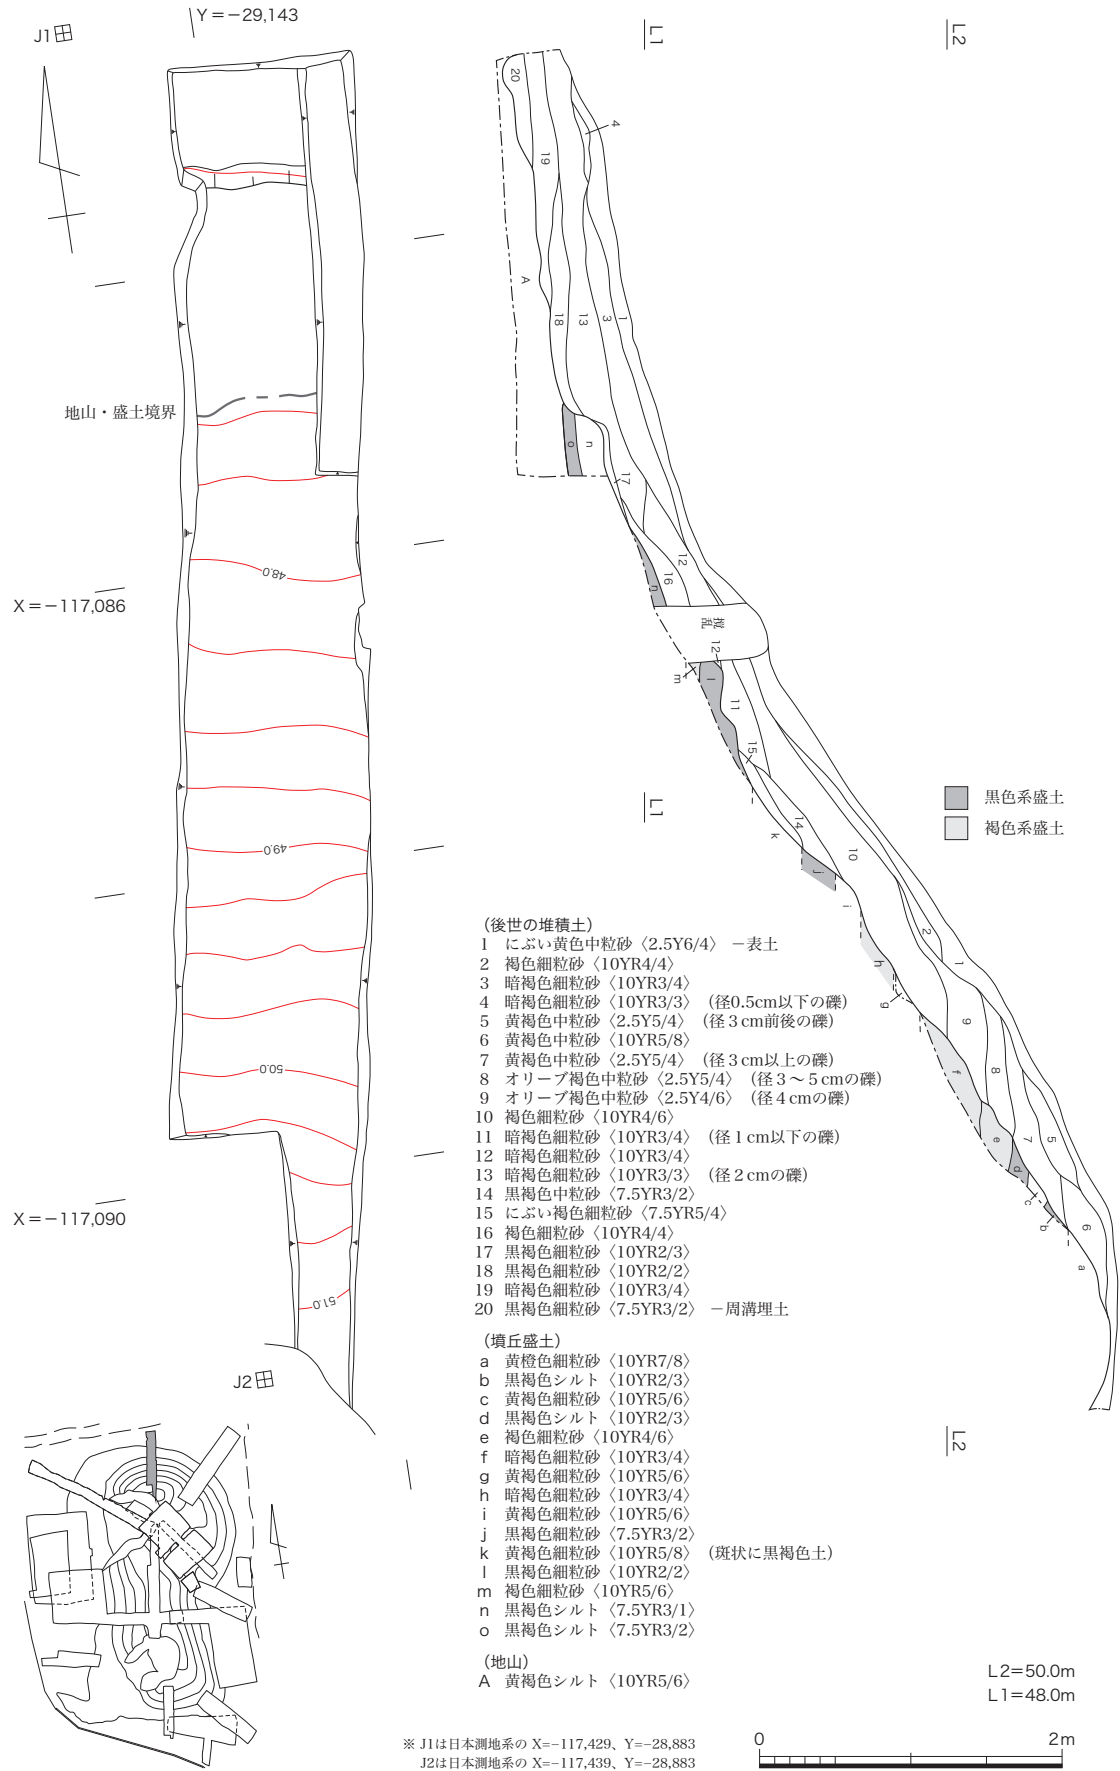 Y＝−29,143
J1
L1
L2
20
4
19
A
18
13
3
1
地山・盛土境界
o
n
17
48.0
12
16
n
X＝−117,086
撹乱
12
m
l
11
15
L1
黒色系盛土
褐色系盛土
14
k
10
49.0
j
i
2
1
h
g
9
f
8
50.0
7
5
e
d
c
b
6
a
X＝−117,090
51.0
J2
L2
（後世の堆積土）
1 にぶい黄色中粒砂〈2.5Y6/4〉 −表土
2 褐色細粒砂〈10YR4/4〉
3 暗褐色細粒砂〈10YR3/4〉
4 暗褐色細粒砂〈10YR3/3〉（径0.5cm以下の礫）
5 黄褐色中粒砂〈2.5Y5/4〉（径３cm前後の礫）
6 黄褐色中粒砂〈10YR5/8〉
7 黄褐色中粒砂〈2.5Y5/4〉（径３cm以上の礫）
8 オリーブ褐色中粒砂〈2.5Y5/4〉（径３〜５cmの礫）
9 オリーブ褐色中粒砂〈2.5Y4/6〉（径４cmの礫）
10 褐色細粒砂〈10YR4/6〉
11 暗褐色細粒砂〈10YR3/4〉（径１cm以下の礫）
12 暗褐色細粒砂〈10YR3/4〉
13 暗褐色細粒砂〈10YR3/3〉（径２cmの礫）
14 黒褐色中粒砂〈7.5YR3/2〉
15 にぶい褐色細粒砂〈7.5YR5/4〉
16 褐色細粒砂〈10YR4/4〉
17 黒褐色細粒砂〈10YR2/3〉
18 黒褐色細粒砂〈10YR2/2〉
19 暗褐色細粒砂〈10YR3/4〉
20 黒褐色細粒砂〈7.5YR3/2〉 −周溝埋土
（墳丘盛土）
a 黄橙色細粒砂〈10YR7/8〉
b 黒褐色シルト〈10YR2/3〉
c 黄褐色細粒砂〈10YR5/6〉
d 黒褐色シルト〈10YR2/3〉
e 褐色細粒砂〈10YR4/6〉
f 暗褐色細粒砂〈10YR3/4〉
g 黄褐色細粒砂〈10YR5/6〉
h 暗褐色細粒砂〈10YR3/4〉
i 黄褐色細粒砂〈10YR5/6〉
j 黒褐色細粒砂〈7.5YR3/2〉
k 黄褐色細粒砂〈10YR5/8〉（斑状に黒褐色土）
l 黒褐色細粒砂〈10YR2/2〉
m 褐色細粒砂〈10YR5/6〉
n 黒褐色シルト〈7.5YR3/1〉
o 黒褐色シルト〈7.5YR3/2〉
（地山）
A 黄褐色シルト〈10YR5/6〉
L2＝50.0m
L1＝48.0m
0 2m
※ J1は日本測地系の X=−117,429、Y=−28,883
J2は日本測地系の X=−117,439、Y=−28,883